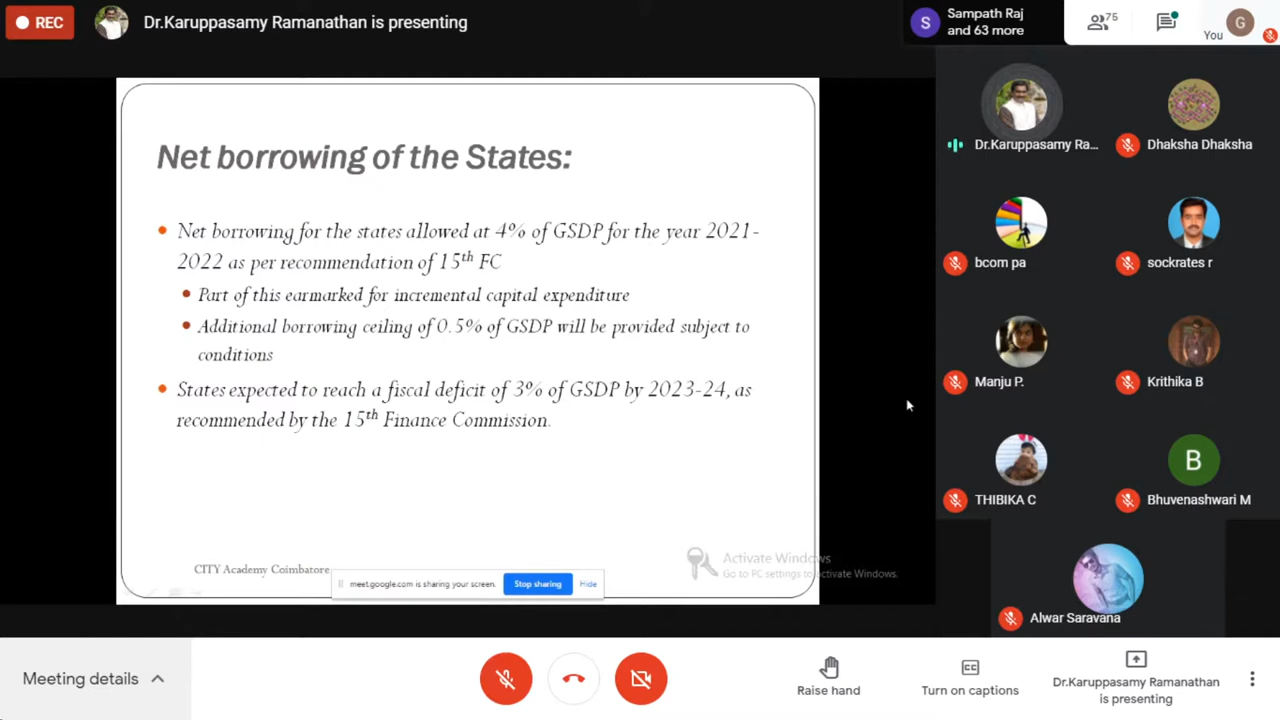 REC
Dr.Karuppasamy Ramanathan is presenting
S
Sampath Raj
and 63 more
75
You
G
Net borrowing of the States:
Net borrowing for the states allowed at 4% of GSDP for the year 2021-
2022 as per recommendation of 15th FC
Part of this earmarked for incremental capital expenditure
Additional borrowing ceiling of 0.5% of GSDP will be provided subject to
conditions
States expected to reach a fiscal deficit of 3% of GSDP by 2023-24, as
recommended by the 15th Finance Commission.
CITY Academy Coimbatore
meet.google.com is sharing your screen.
Stop sharing
Hide
Activate Windows
Go to PC settings to activate Windows.
Dr.Karuppasamy Ra...
Dhaksha Dhaksha
bcom pa
sockrates r
Manju P.
Krithika B
THIBIKA C
B
Bhuvenashwari M
Alwar Saravana
Meeting details
Raise hand
CC
Turn on captions
Dr.Karuppasamy Ramanathan
is presenting